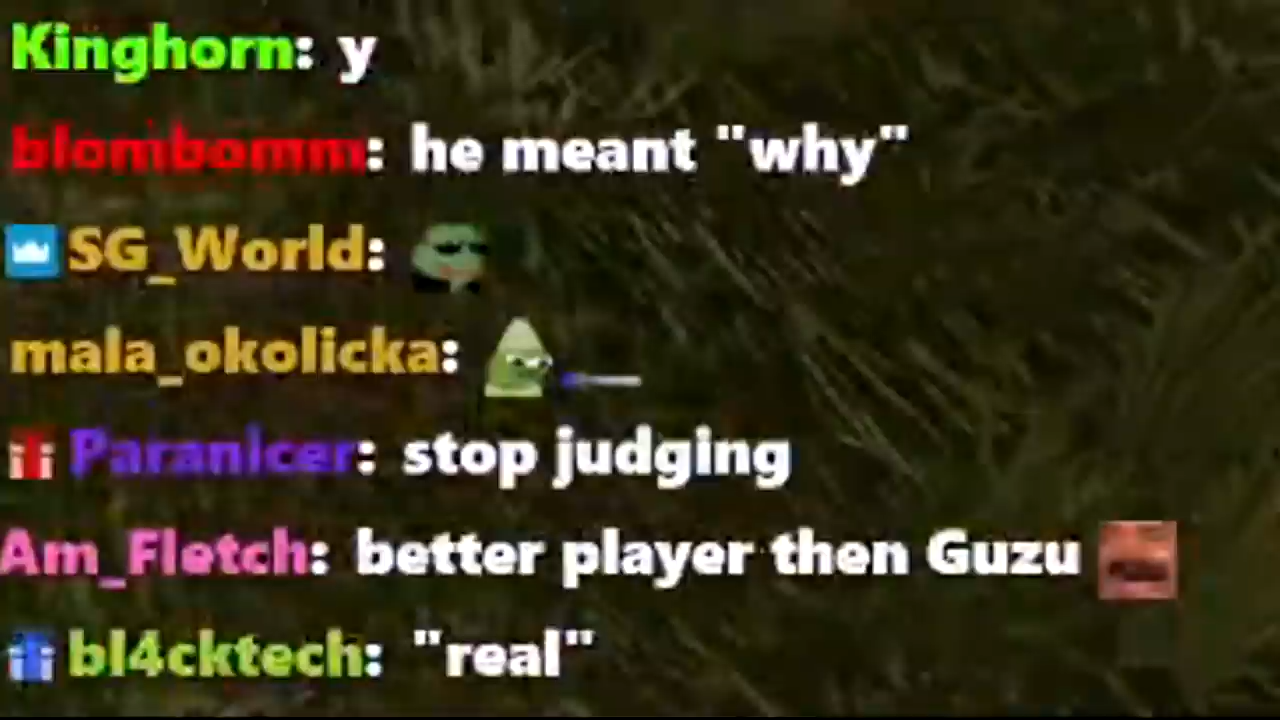 Kinghorn: y
blombomm: he meant "why"
SG_World:
mala_okolicka:
Paranicer: stop judging
Am_Fletch: better player then Guzu
bl4cktech: "real"